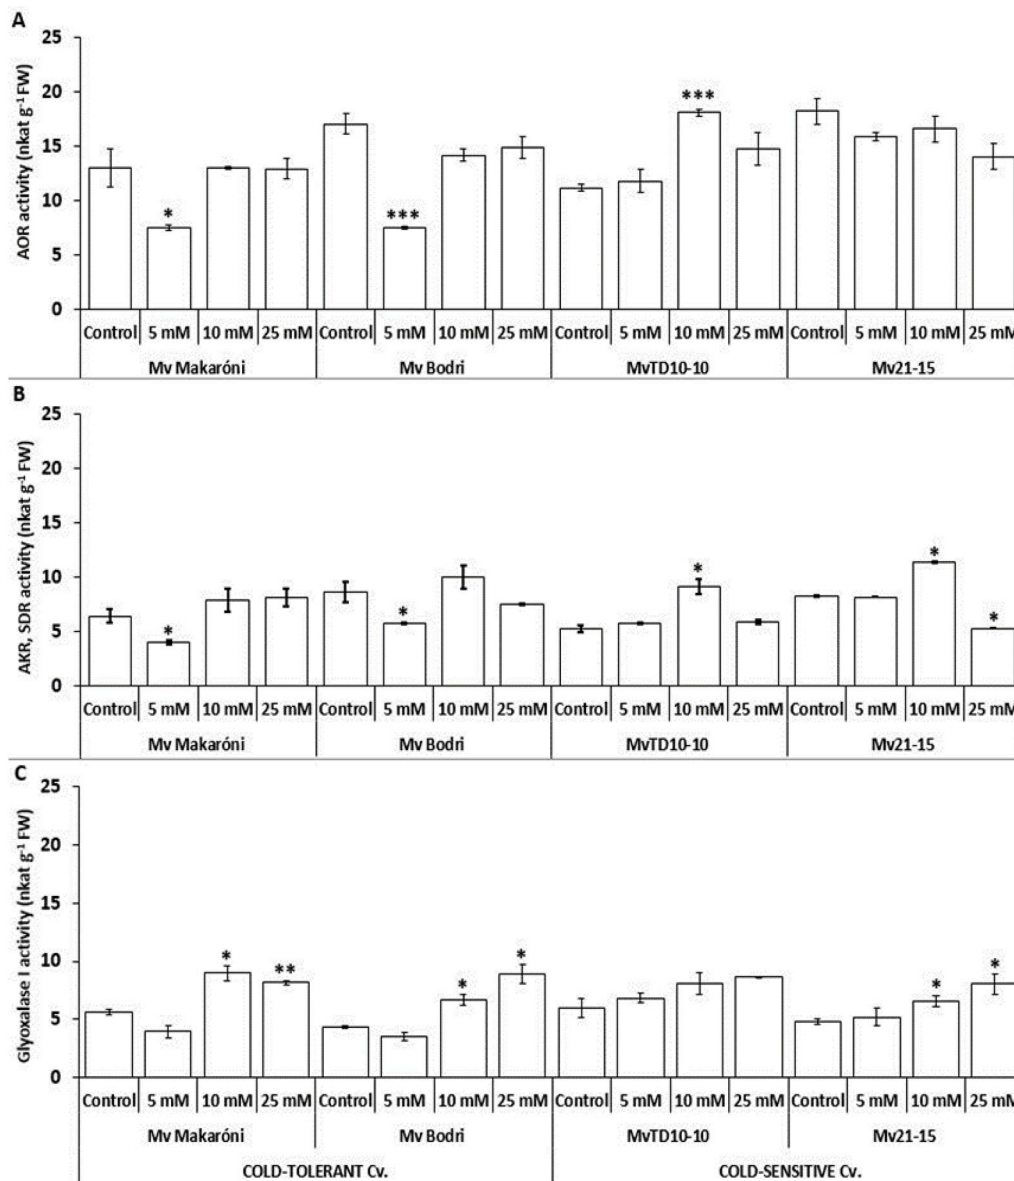 A
AOR activity (nkat g⁻¹ FW)
25
20
15
10
5
0
* *** ***
Control 5 mM 10 mM 25 mM Control 5 mM 10 mM 25 mM Control 5 mM 10 mM 25 mM Control 5 mM 10 mM 25 mM
Mv Makaróni Mv Bodri MvTD10-10 Mv21-15
B
AKR, SDR activity (nkat g⁻¹ FW)
25
20
15
10
5
0
* * * * *
Control 5 mM 10 mM 25 mM Control 5 mM 10 mM 25 mM Control 5 mM 10 mM 25 mM Control 5 mM 10 mM 25 mM
Mv Makaróni Mv Bodri MvTD10-10 Mv21-15
C
Glyoxalase I activity (nkat g⁻¹ FW)
25
20
15
10
5
0
* ** * * * *
Control 5 mM 10 mM 25 mM Control 5 mM 10 mM 25 mM Control 5 mM 10 mM 25 mM Control 5 mM 10 mM 25 mM
Mv Makaróni Mv Bodri MvTD10-10 Mv21-15
COLD-TOLERANT Cv. COLD-SENSITIVE Cv.